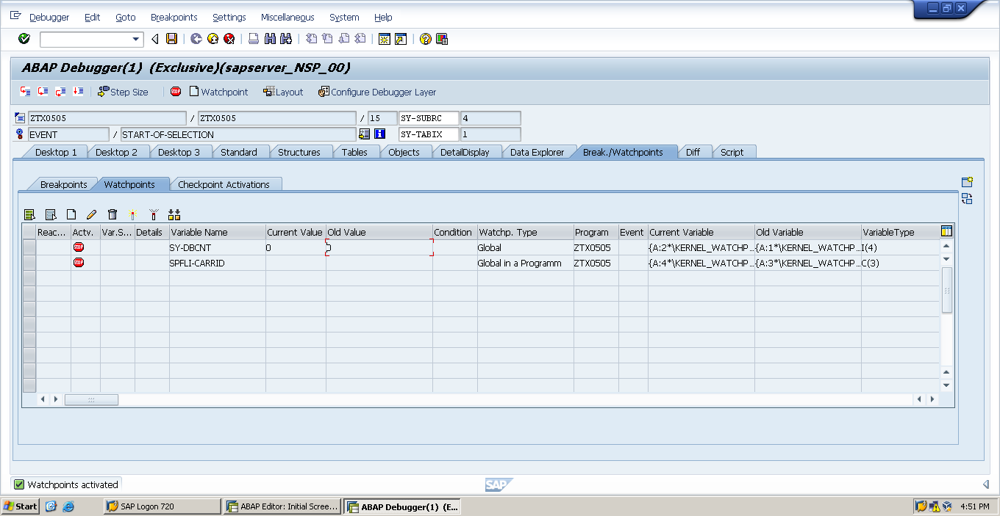 Debugger Edit Goto Breakpoints Settings Miscellaneous System Help
ABAP Debugger(1) (Exclusive)(sapserver_NSP_00)
Step Size STOP Watchpoint Layout Configure Debugger Layer
ZTX0505 / ZTX0505 / 15 SY-SUBRC 4
EVENT / START-OF-SELECTION SY-TABIX 1
Desktop 1 Desktop 2 Desktop 3 Standard Structures Tables Objects DetailDisplay Data Explorer Break./Watchpoints Diff Script
Breakpoints Watchpoints Checkpoint Activations
Reac... Actv. Var.S... Details Variable Name Current Value Old Value Condition Watchp. Type Program Event Current Variable Old Variable VariableType
STOP SY-DBCNT 0 0 Global ZTX0505 {A:2*\KERNEL_WATCHP... {A:1*\KERNEL_WATCHP... I(4)
STOP SPFLI-CARRID Global in a Programm ZTX0505 {A:4*\KERNEL_WATCHP... {A:3*\KERNEL_WATCHP... C(3)
Watchpoints activated SAP
Start SAP Logon 720 ABAP Editor: Initial Scree... ABAP Debugger(1) (E... 4:51 PM